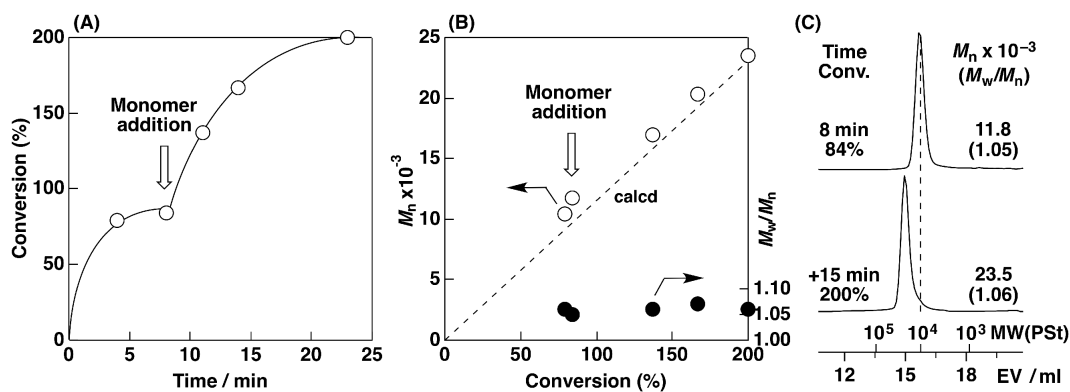 (A)
200
150
100
50
0
Conversion (%)
Monomer
addition
0 5 10 15 20 25
Time / min
(B)
25
20
15
10
5
0
Mn x10−3
Monomer
addition
calcd
Mw/Mn
1.10
1.05
1.00
0 50 100 150 200
Conversion (%)
(C)
Time
Conv.
Mn x 10−3
(Mw/Mn)
8 min
84%
11.8
(1.05)
+15 min
200%
23.5
(1.06)
10⁵ 10⁴ 10³ MW(PSt)
12 15 18 EV / ml